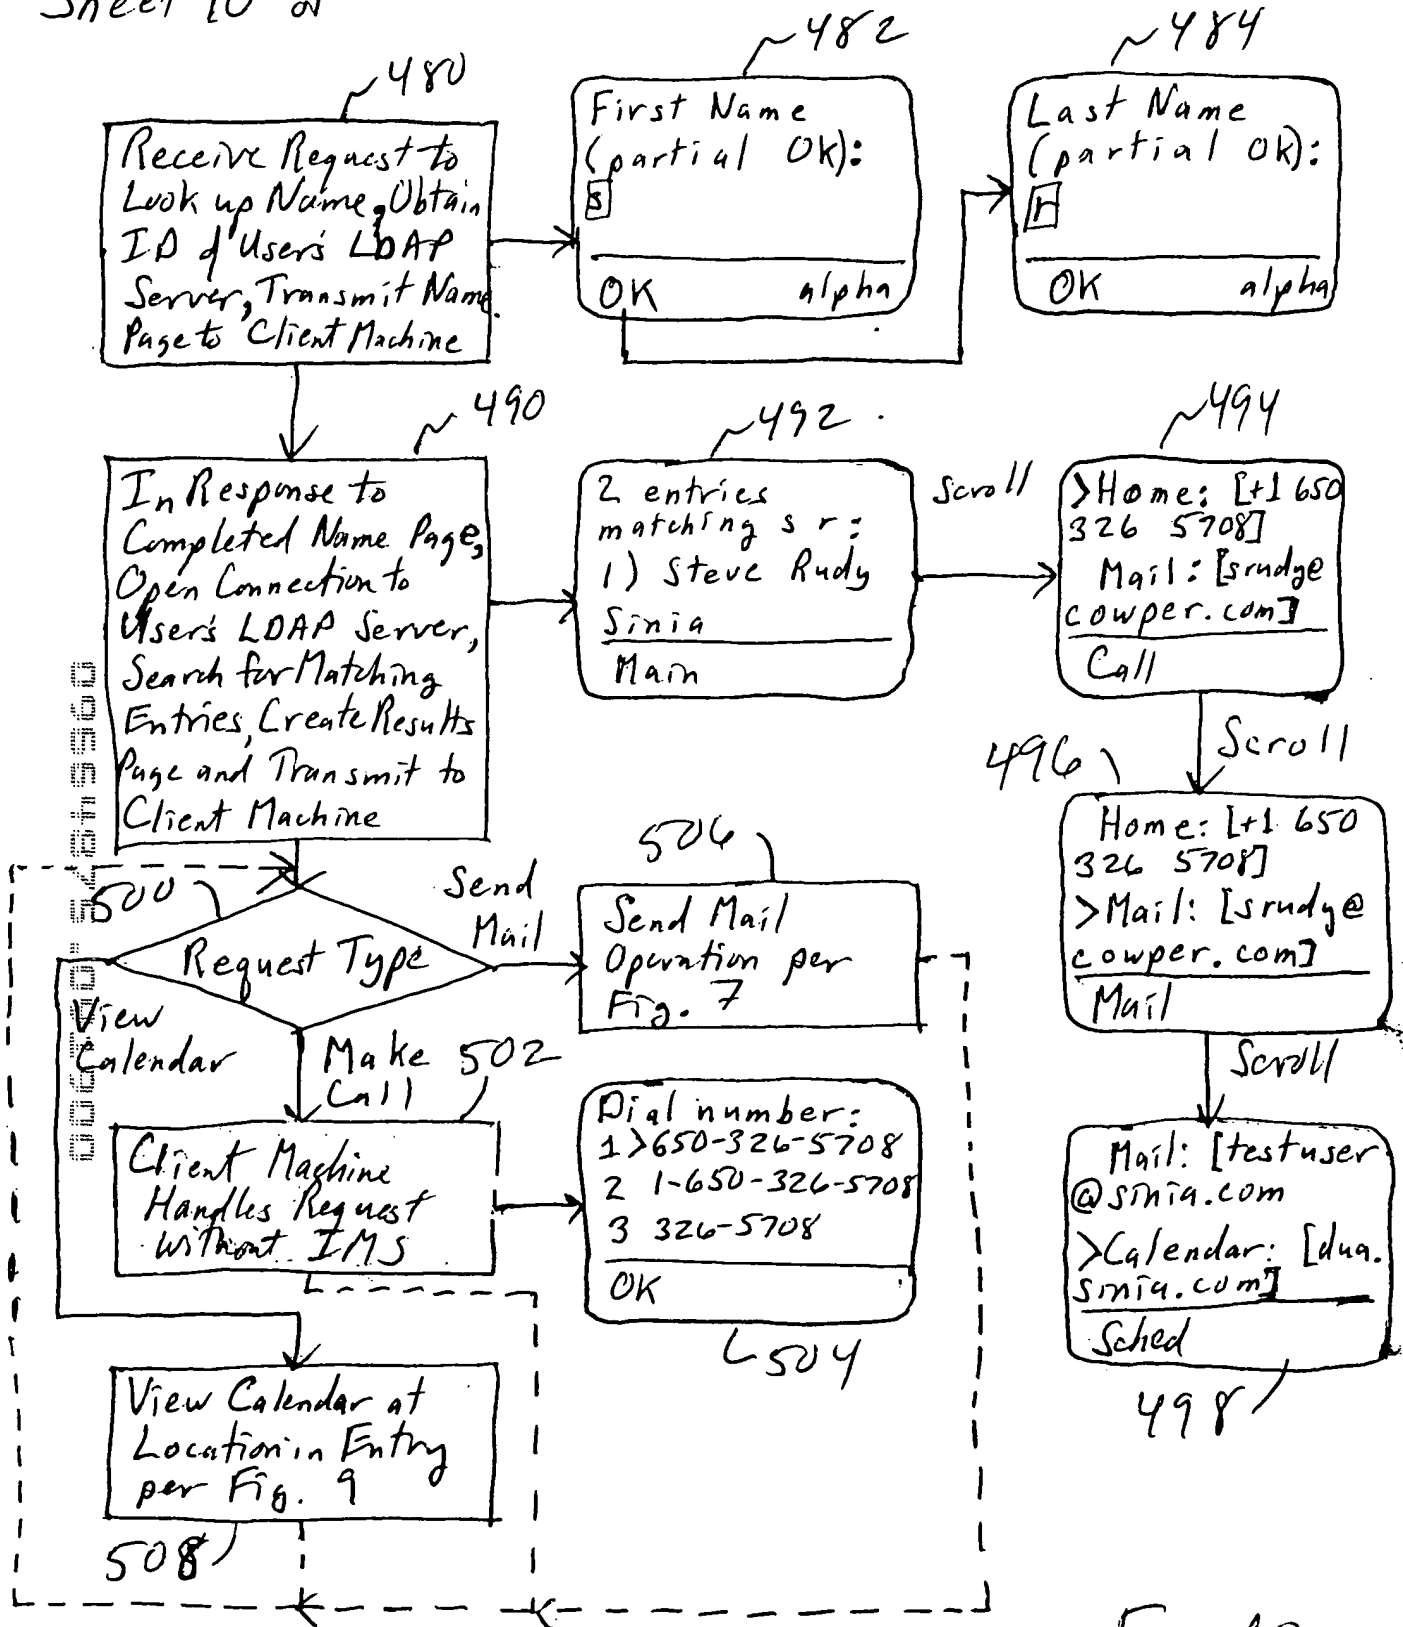 Sheet 10 of
480
Receive Request to
Look up Name, Obtain
ID of User's LDAP
Server, Transmit Name
Page to Client Machine
482
First Name
(partial OK):
s
OK alpha
484
Last Name
(partial OK):
r
OK alpha
490
In Response to
Completed Name Page,
Open Connection to
User's LDAP Server,
Search for Matching
Entries, Create Results
Page and Transmit to
Client Machine
492
2 entries
matching s r:
1) Steve Rudy
Sinia
Main
Scroll
494
>Home: [+1 650
326 5708]
Mail: [srudy@
cowper.com]
Call
Scroll
496
Home: [+1 650
326 5708]
>Mail: [srudy@
cowper.com]
Mail
Scroll
Mail: [testuser
@sinia.com
>Calendar: [dua.
sinia.com]
Sched
498
500
Request Type
Send
Mail
506
Send Mail
Operation per
Fig. 7
View
Calendar
Make
Call
502
Client Machine
Handles Request
without IMS
Dial number:
1>650-326-5708
2 1-650-326-5708
3 326-5708
OK
504
View Calendar at
Location in Entry
per Fig. 9
508